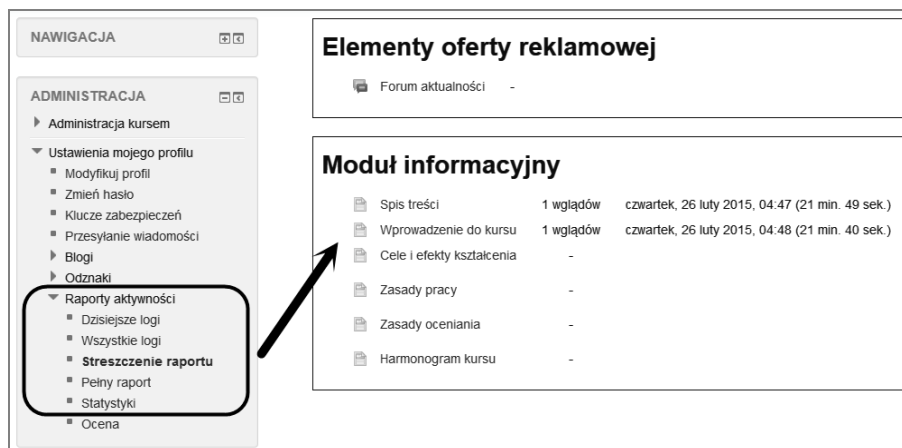 NAWIGACJA
ADMINISTRACJA
Administracja kursem
Ustawienia mojego profilu
Modyfikuj profil
Zmień hasło
Klucze zabezpieczeń
Przesyłanie wiadomości
Blogi
Odznaki
Raporty aktywności
Dzisiejsze logi
Wszystkie logi
Streszczenie raportu
Pełny raport
Statystyki
Ocena
Elementy oferty reklamowej
Forum aktualności -
Moduł informacyjny
Spis treści 1 wglądów czwartek, 26 luty 2015, 04:47 (21 min. 49 sek.)
Wprowadzenie do kursu 1 wglądów czwartek, 26 luty 2015, 04:48 (21 min. 40 sek.)
Cele i efekty kształcenia -
Zasady pracy -
Zasady oceniania -
Harmonogram kursu -